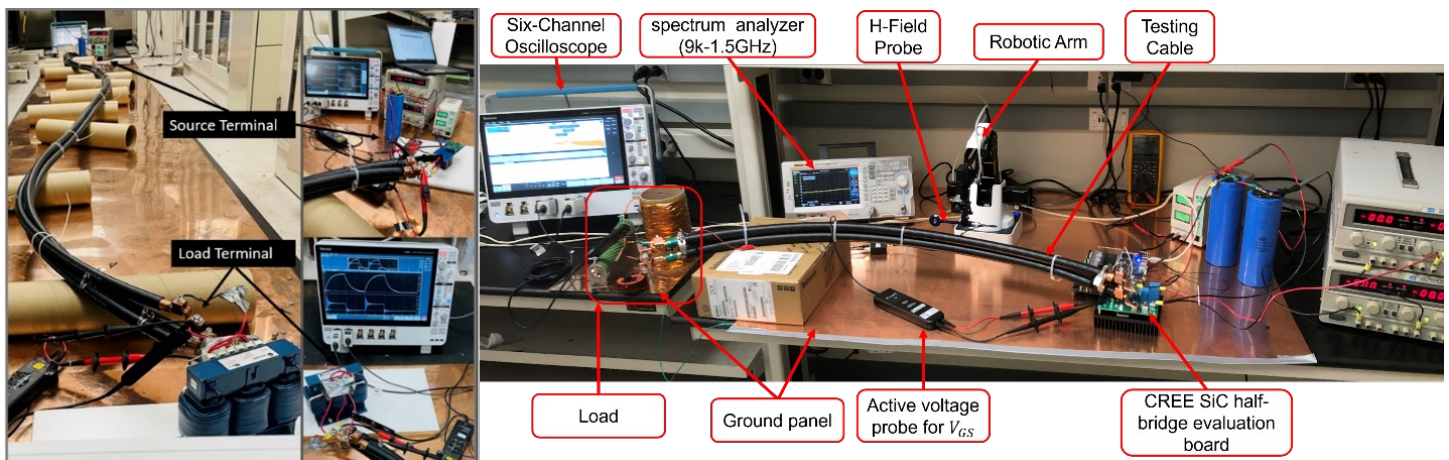 Source Terminal
Load Terminal
Six-Channel
Oscilloscope
spectrum analyzer
(9k-1.5GHz)
H-Field
Probe
Robotic Arm
Testing
Cable
Load
Ground panel
Active voltage
probe for V_GS
CREE SiC half-
bridge evaluation
board